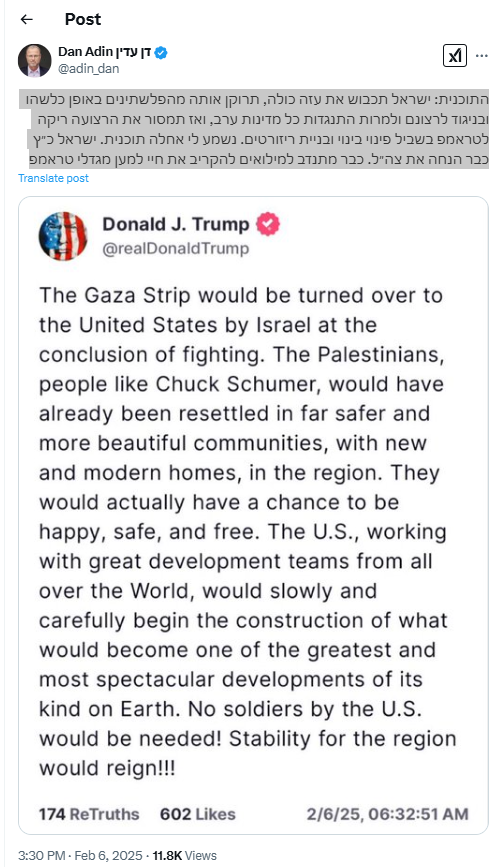 Post
Dan Adin דן עדין
@adin_dan
התוכנית: ישראל תכבוש את עזה כולה, תרוקן אותה מהפלשתינים באופן כלשהו
ובניגוד לרצונם ולמרות התנגדות כל מדינות ערב, ואז תמסור את הרצועה ריקה
לטראמפ בשביל פינוי בינוי ובניית ריזורטים. נשמע לי אחלה תוכנית. ישראל כ״ץ
כבר הנחה את צה״ל. כבר מתנדב למילואים להקריב את חיי למען מגדלי טראמפ
Translate post
Donald J. Trump
@realDonaldTrump
The Gaza Strip would be turned over to
the United States by Israel at the
conclusion of fighting. The Palestinians,
people like Chuck Schumer, would have
already been resettled in far safer and
more beautiful communities, with new
and modern homes, in the region. They
would actually have a chance to be
happy, safe, and free. The U.S., working
with great development teams from all
over the World, would slowly and
carefully begin the construction of what
would become one of the greatest and
most spectacular developments of its
kind on Earth. No soldiers by the U.S.
would be needed! Stability for the region
would reign!!!
174 ReTruths 602 Likes 2/6/25, 06:32:51 AM
3:30 PM · Feb 6, 2025 · 11.8K Views